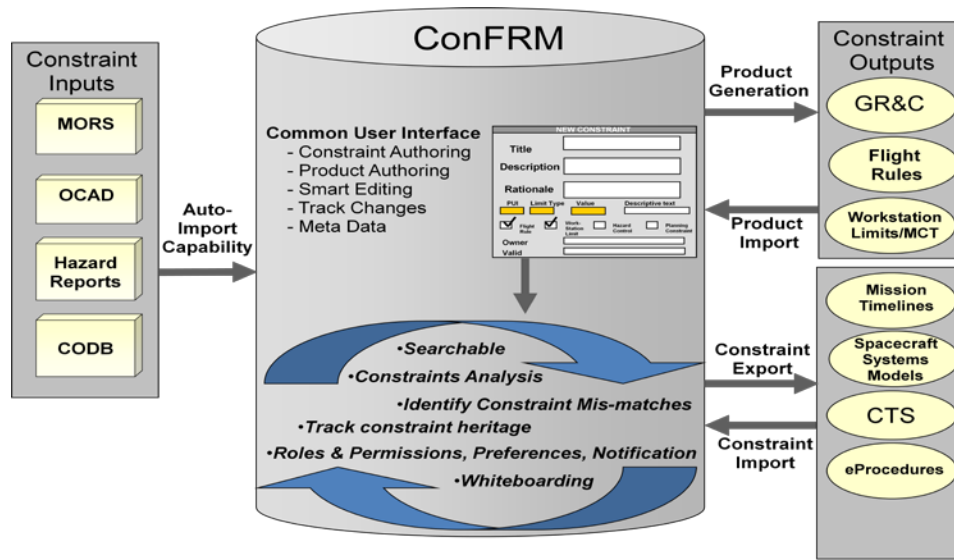 Constraint
Inputs
MORS
OCAD
Hazard
Reports
CODB
Auto-
Import
Capability
ConFRM
Common User Interface
- Constraint Authoring
- Product Authoring
- Smart Editing
- Track Changes
- Meta Data
NEW CONSTRAINT
Title
Description
Rationale
PUI Limit Type Value Descriptive text
Flight
Rule
Work-
Station
Limit
Hazard
Control
Planning
Constraint
Owner
Valid
•Searchable
•Constraints Analysis
•Identify Constraint Mis-matches
•Track constraint heritage
•Roles & Permissions, Preferences, Notification
•Whiteboarding
Product
Generation
Product
Import
Constraint
Export
Constraint
Import
Constraint
Outputs
GR&C
Flight
Rules
Workstation
Limits/MCT
Mission
Timelines
Spacecraft
Systems
Models
CTS
eProcedures